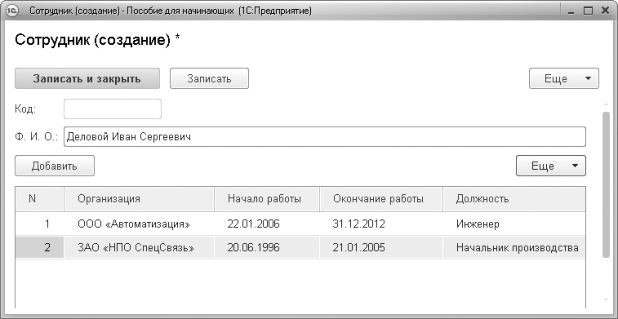 Сотрудник (создание) - Пособие для начинающих (1С:Предприятие)
Сотрудник (создание) *
Записать и закрыть Записать Еще
Код:
Ф. И. О.: Деловой Иван Сергеевич
Добавить Еще
N Организация Начало работы Окончание работы Должность
1 ООО «Автоматизация» 22.01.2006 31.12.2012 Инженер
2 ЗАО «НПО СпецСвязь» 20.06.1996 21.01.2005 Начальник производства